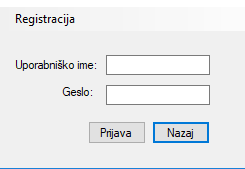 Registracija
Uporabniško ime:
Geslo:
Prijava Nazaj